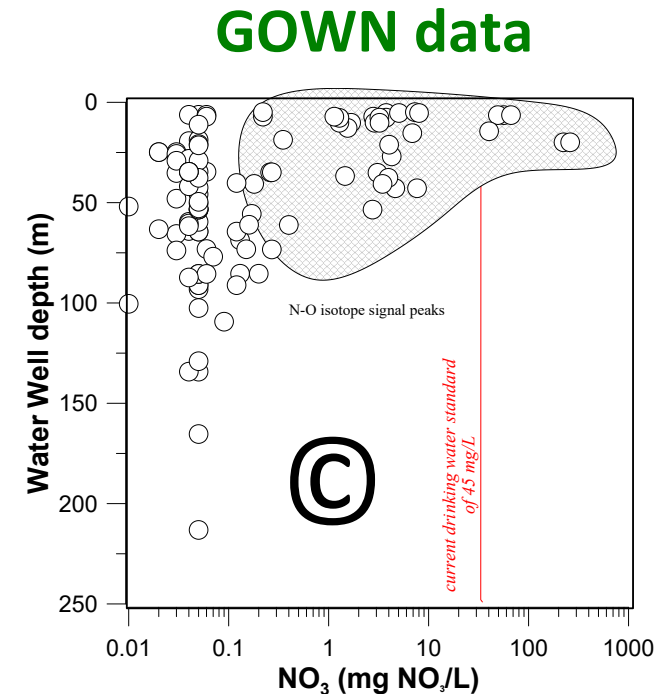 GOWN data
0
50
100
150
200
250
Water Well depth (m)
N-O isotope signal peaks
current drinking water standard
of 45 mg/L
©
0.01 0.1 1 10 100 1000
NO₃ (mg NO₃/L)